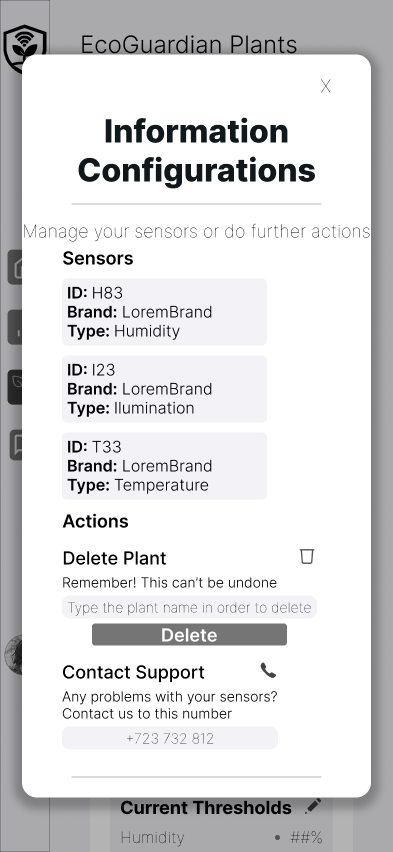 EcoGuardian Plants
X
Information
Configurations
Manage your sensors or do further actions
Sensors
ID: H83
Brand: LoremBrand
Type: Humidity
ID: I23
Brand: LoremBrand
Type: Ilumination
ID: T33
Brand: LoremBrand
Type: Temperature
Actions
Delete Plant
Remember! This can't be undone
Type the plant name in order to delete
Delete
Contact Support
Any problems with your sensors?
Contact us to this number
+723 732 812
Current Thresholds
Humidity • ##%